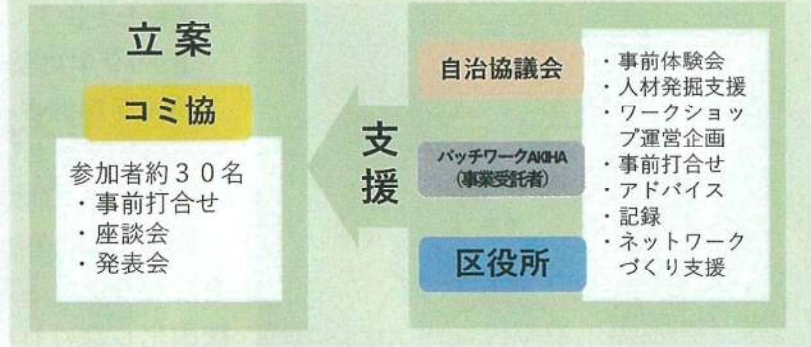 立案
コミ協
参加者約３０名
・事前打合せ
・座談会
・発表会
支援
自治協議会
パッチワークAKIHA
（事業受託者）
区役所
・事前体験会
・人材発掘支援
・ワークショッ
プ運営企画
・事前打合せ
・アドバイス
・記録
・ネットワーク
づくり支援